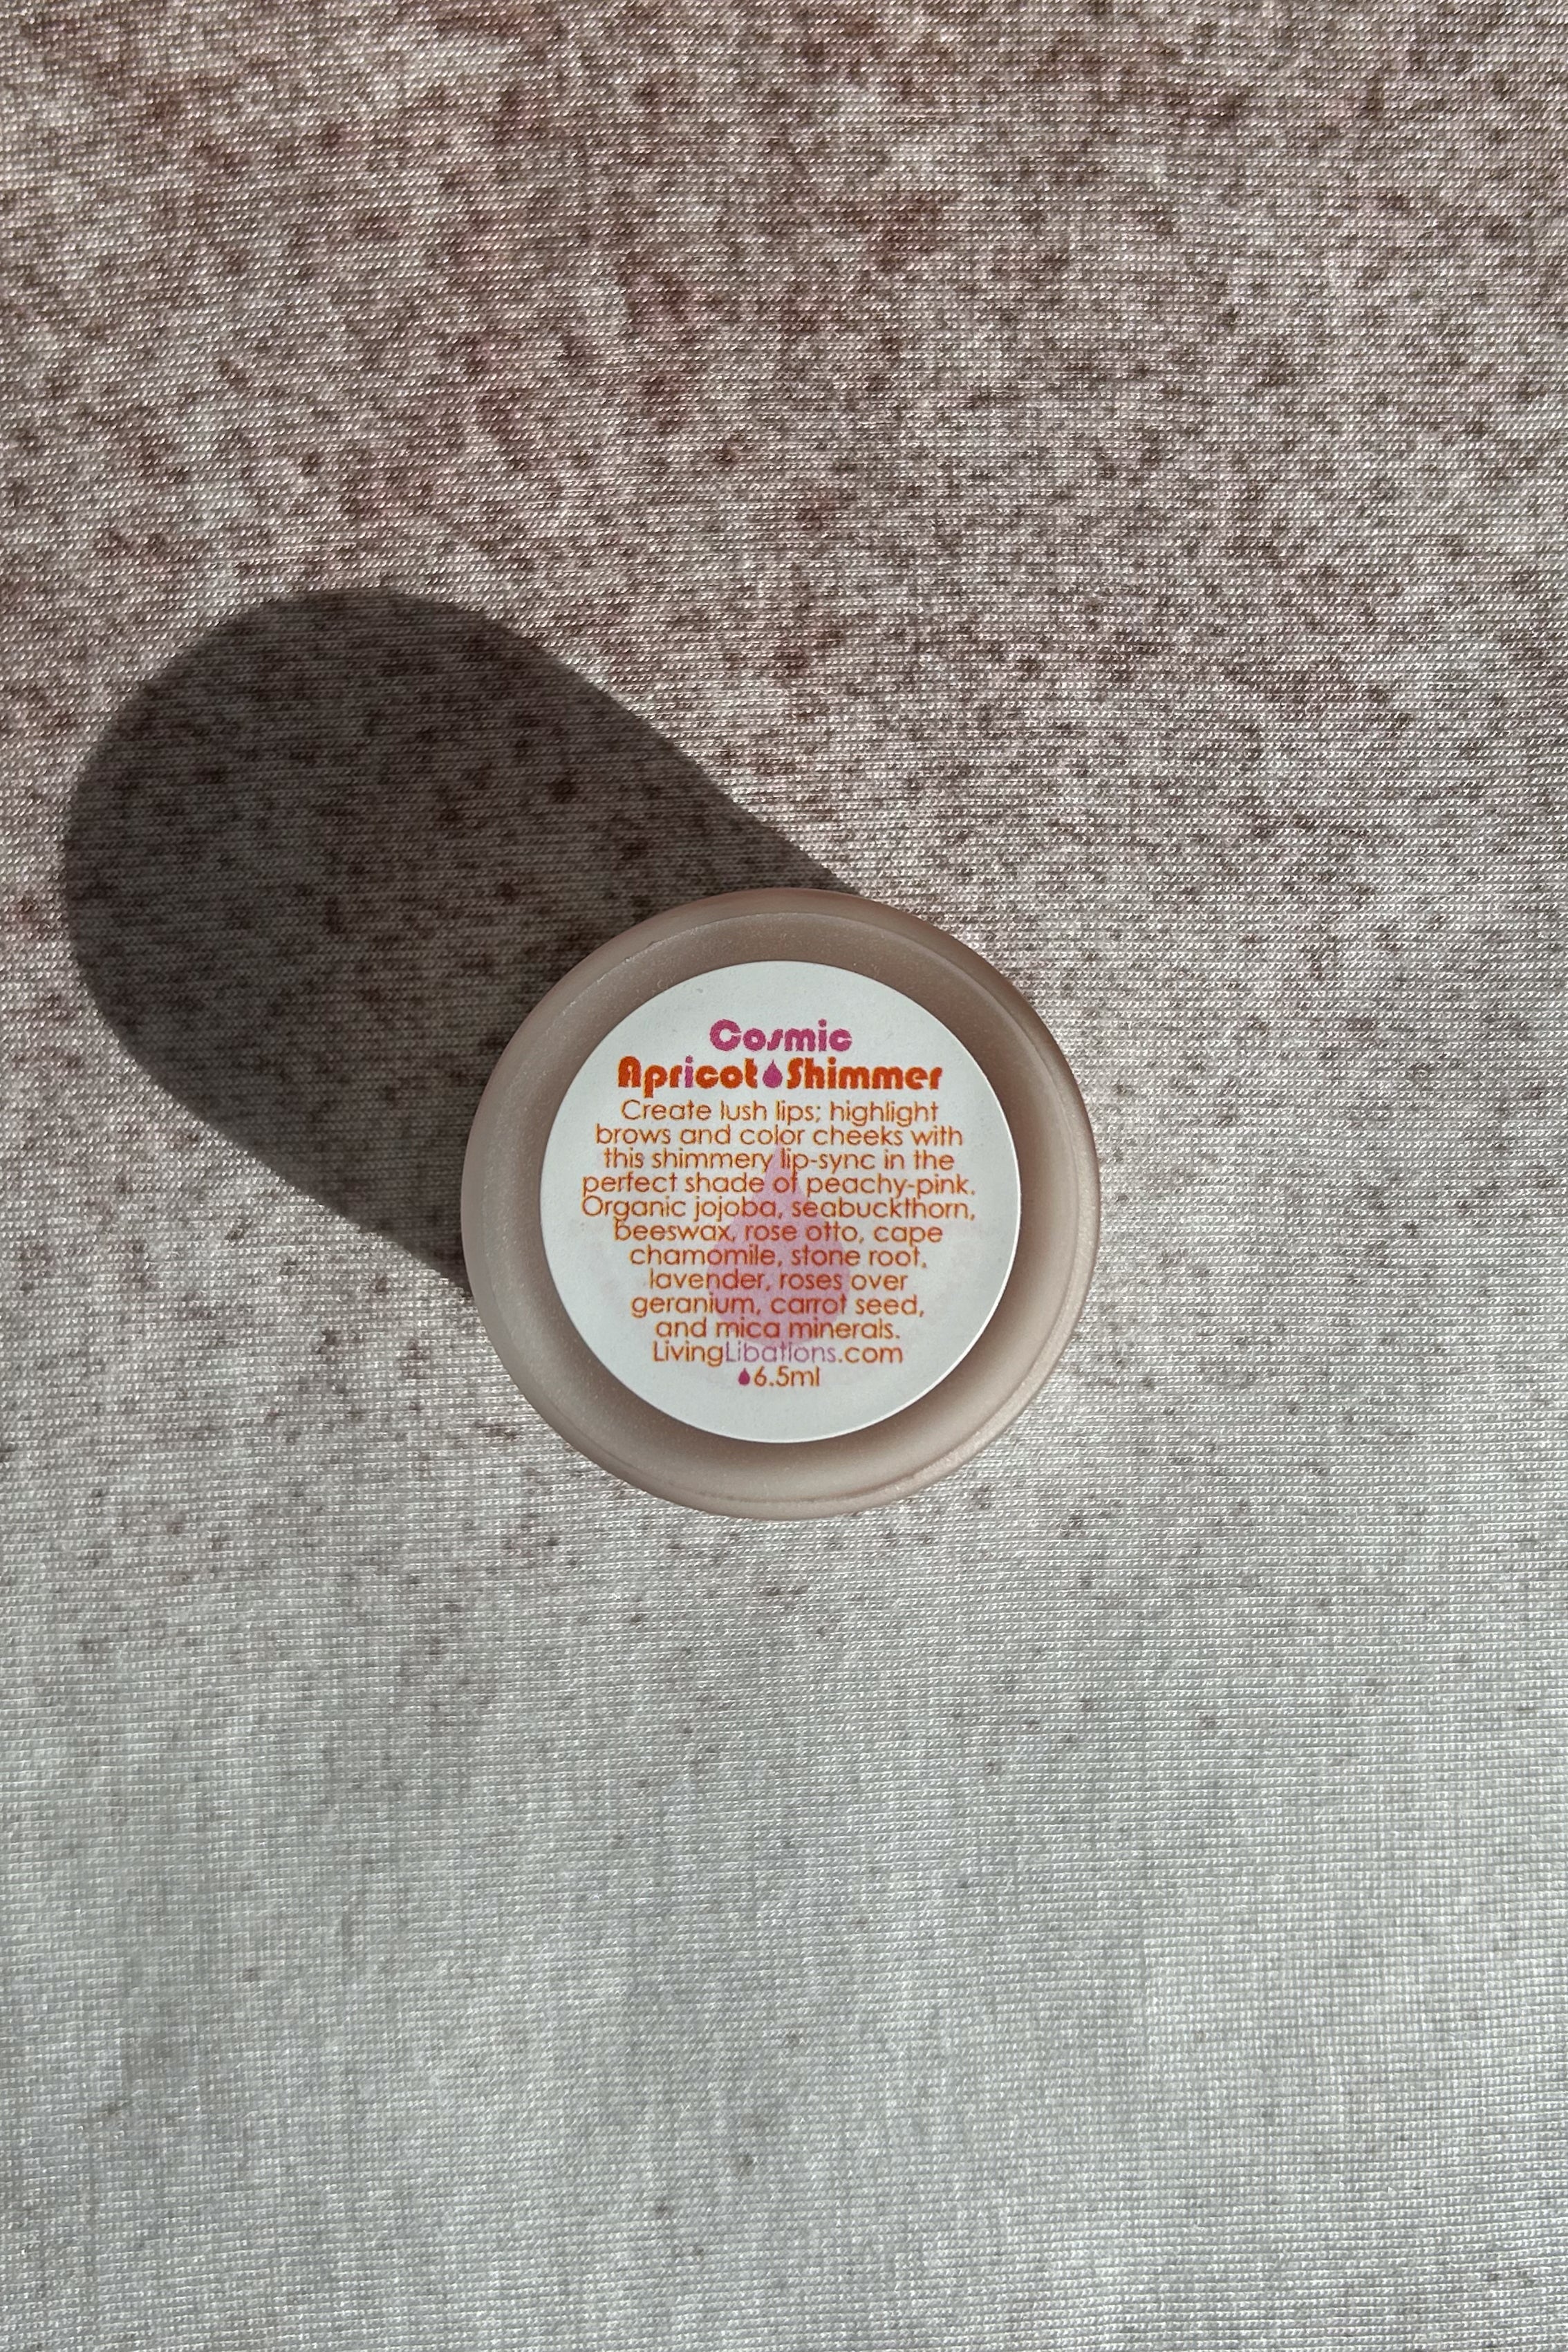 Cosmic
Apricot Shimmer
Create lush lips; highlight
brows and color cheeks with
this shimmery lip-sync in the
perfect shade of peachy-pink.
Organic jojoba, seabuckthorn,
beeswax, rose otto, cape
chamomile, stone root,
lavender, roses over
geranium, carrot seed,
and mica minerals.
LivingLibations.com
6.5ml